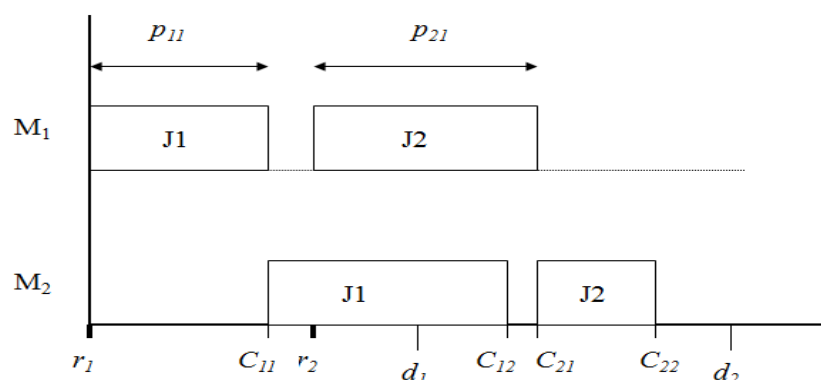 p₁₁ p₂₁
M₁ J1 J2
M₂ J1 J2
r₁ C₁₁ r₂ d₁ C₁₂ C₂₁ C₂₂ d₂